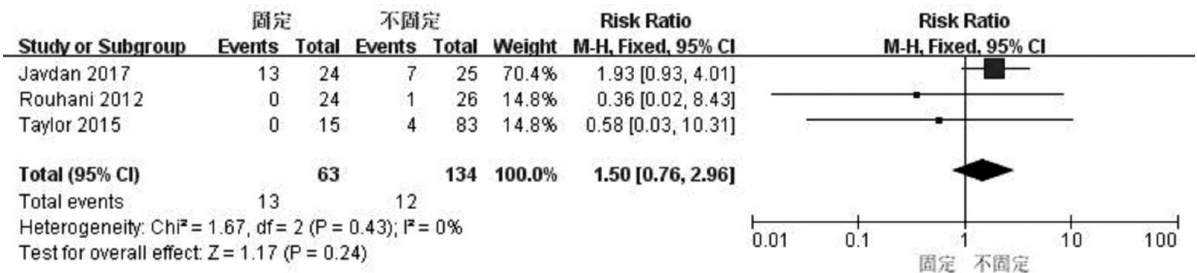 固定 不固定 Risk Ratio Risk Ratio
Study or Subgroup Events Total Events Total Weight M-H, Fixed, 95% CI M-H, Fixed, 95% CI
Javdan 2017 13 24 7 25 70.4% 1.93 [0.93, 4.01]
Rouhani 2012 0 24 1 26 14.8% 0.36 [0.02, 8.43]
Taylor 2015 0 15 4 83 14.8% 0.58 [0.03, 10.31]
Total (95% CI) 63 134 100.0% 1.50 [0.76, 2.96]
Total events 13 12
Heterogeneity: Chi² = 1.67, df = 2 (P = 0.43); I² = 0%
Test for overall effect: Z = 1.17 (P = 0.24)
0.01 0.1 1 10 100
固定 不固定